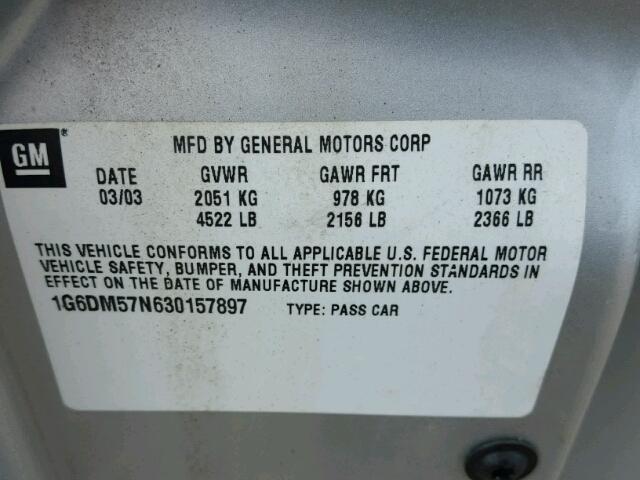 GM®
MFD BY GENERAL MOTORS CORP
DATE GVWR GAWR FRT GAWR RR
03/03 2051 KG 978 KG 1073 KG
4522 LB 2156 LB 2366 LB
THIS VEHICLE CONFORMS TO ALL APPLICABLE U.S. FEDERAL MOTOR
VEHICLE SAFETY, BUMPER, AND THEFT PREVENTION STANDARDS IN
EFFECT ON THE DATE OF MANUFACTURE SHOWN ABOVE.
1G6DM57N630157897 TYPE: PASS CAR